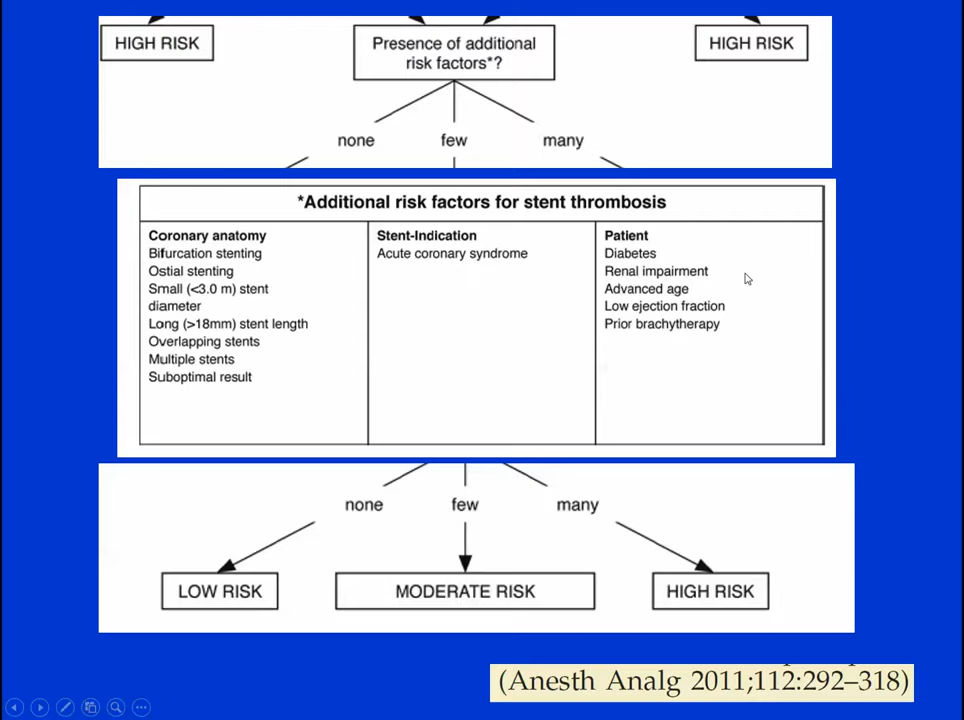 HIGH RISK
Presence of additional
risk factors*?
HIGH RISK
none
few
many
*Additional risk factors for stent thrombosis
Coronary anatomy
Bifurcation stenting
Ostial stenting
Small (<3.0 m) stent
diameter
Long (>18mm) stent length
Overlapping stents
Multiple stents
Suboptimal result
Stent-Indication
Acute coronary syndrome
Patient
Diabetes
Renal impairment
Advanced age
Low ejection fraction
Prior brachytherapy
none
few
many
LOW RISK
MODERATE RISK
HIGH RISK
(Anesth Analg 2011;112:292–318)